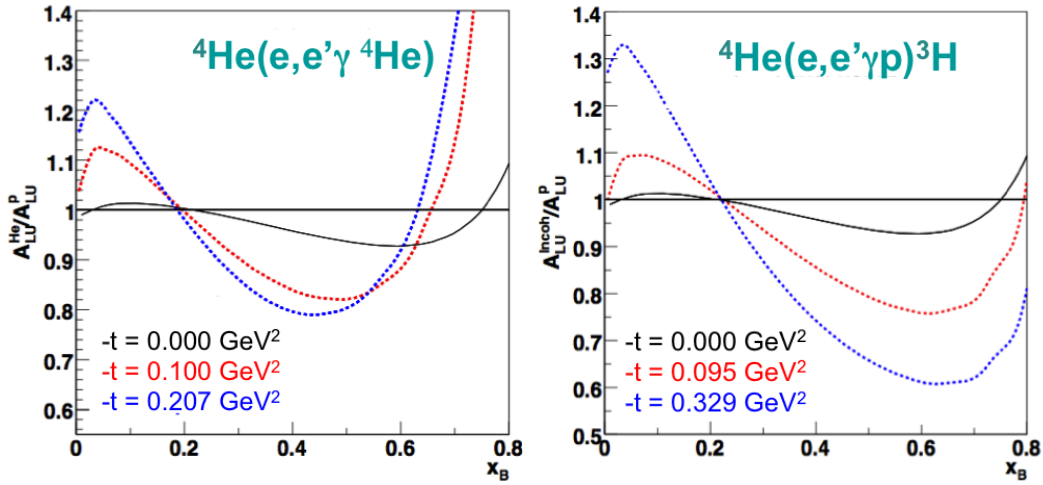 ⁴He(e,e'γ ⁴He)
A_LU^He/A_LU^p
1.4
1.3
1.2
1.1
1
0.9
0.8
0.7
0.6
-t = 0.000 GeV²
-t = 0.100 GeV²
-t = 0.207 GeV²
0 0.2 0.4 0.6 0.8
x_B
⁴He(e,e'γp)³H
A_LU^Incoh/A_LU^p
1.4
1.3
1.2
1.1
1
0.9
0.8
0.7
0.6
0.5
-t = 0.000 GeV²
-t = 0.095 GeV²
-t = 0.329 GeV²
0 0.2 0.4 0.6 0.8
x_B